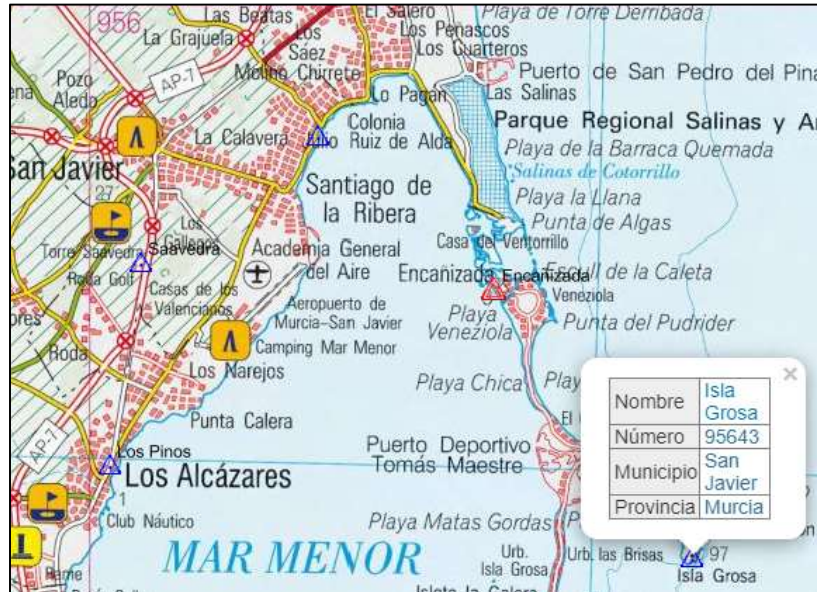 956
Las Beatas
La Grajuela
El Salero
Playa de Torre Derribada
Los Peñascos
Los Sáez
Los Cuarteros
AP-7
Molino Chirrete
Puerto de San Pedro del Pina
Pozo Aledo
Lo Pagán
Las Salinas
La Calavera
Colonia
Ruiz de Alda
Parque Regional Salinas y A
San Javier
Playa de la Barraca Quemada
Salinas de Cotorrillo
27
Santiago de la Ribera
Playa la Llana
Punta de Algas
Los Gallegos
Torre Saavedra
Saavedra
Casa del Ventorrillo
Academia General del Aire
Roda Golf
Encañizada
Encañizada
Escull de la Caleta
Casas de los Valencianos
Veneziola
Aeropuerto de Murcia-San Javier
Playa Veneziola
Punta del Pudrider
Roda
Camping Mar Menor
Los Narejos
Playa Chica
Play
Nombre Isla Grosa
Número 95643
Municipio San Javier
Provincia Murcia
×
Punta Calera
El
AP-7
Los Pinos
Puerto Deportivo
Tomás Maestre
Los Alcázares
1
Club Náutico
Playa Matas Gordas
MAR MENOR
Urb. Isla Grosa
Urb. las Brisas
97
Isla Grosa